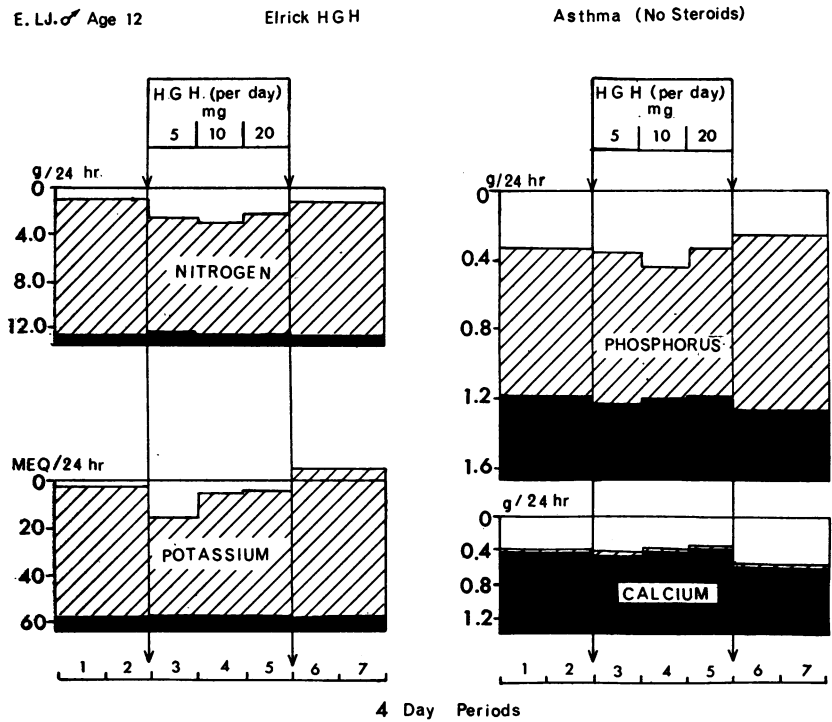 E. LJ.♂ Age 12 Elrick HGH Asthma (No Steroids)
HGH. (per day)
mg
5 10 20
g/24 hr.
0
4.0
8.0
12.0
NITROGEN
MEQ/24 hr
0
20
40
60
POTASSIUM
1 2 3 4 5 6 7
HGH (per day)
mg
5 10 20
g/24 hr
0
0.4
0.8
1.2
1.6
PHOSPHORUS
g/24 hr
0
0.4
0.8
1.2
CALCIUM
1 2 3 4 5 6 7
4 Day Periods